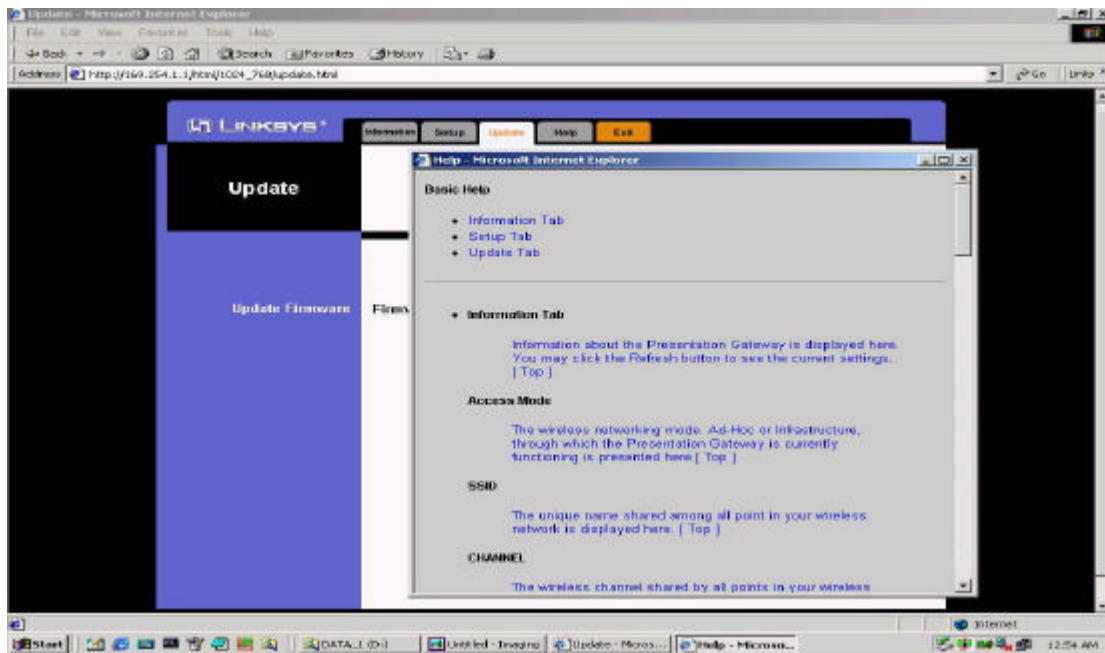 Update - Microsoft Internet Explorer
File Edit View Favorites Tools Help
Back Search Favorites History
Address http://169.254.1.1/html/1024_768/update.html Go Links
LINKSYS®
Information Setup Update Help Exit
Help - Microsoft Internet Explorer
Update
Basic Help
Information Tab
Setup Tab
Update Tab
Update Firmware
Firmw
Information Tab
Information about the Presentation Gateway is displayed here.
You may click the Refresh button to see the current settings.
[ Top ]
Access Mode
The wireless networking mode, Ad-Hoc or Infrastructure,
through which the Presentation Gateway is currently
functioning is presented here [ Top ]
SSID
The unique name shared among all point in your wireless
network is displayed here. [ Top ]
CHANNEL
The wireless channel shared by all points in your wireless
Internet
Start DATA_1 (D:) Untitled - Imaging Update - Micros... Help - Microso... 12:54 AM